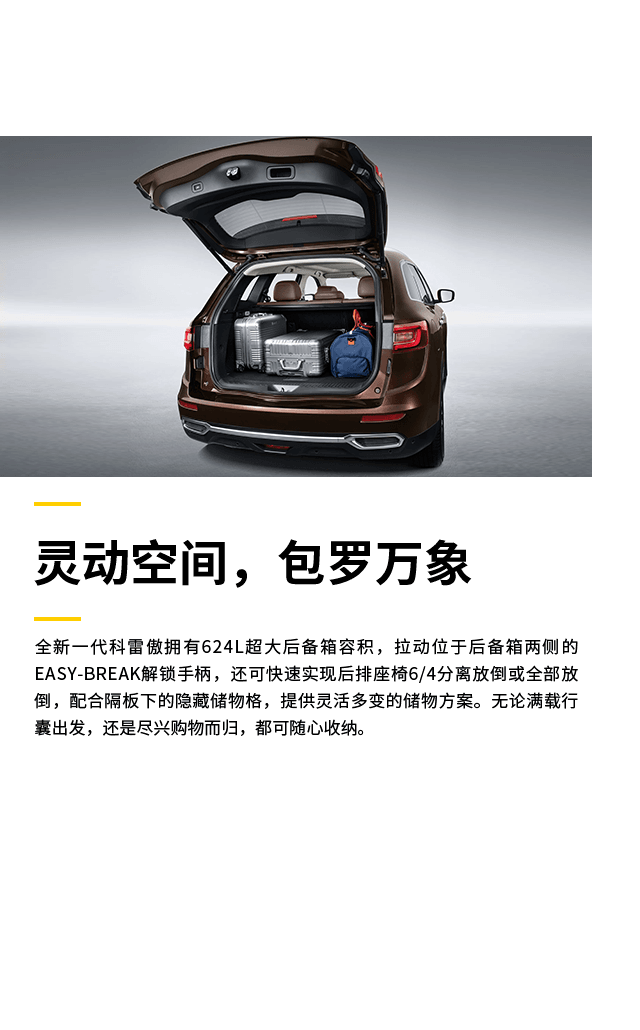 灵动空间，包罗万象
全新一代科雷傲拥有624L超大后备箱容积，拉动位于后备箱两侧的
EASY-BREAK解锁手柄，还可快速实现后排座椅6/4分离放倒或全部放
倒，配合隔板下的隐藏储物格，提供灵活多变的储物方案。无论满载行
囊出发，还是尽兴购物而归，都可随心收纳。